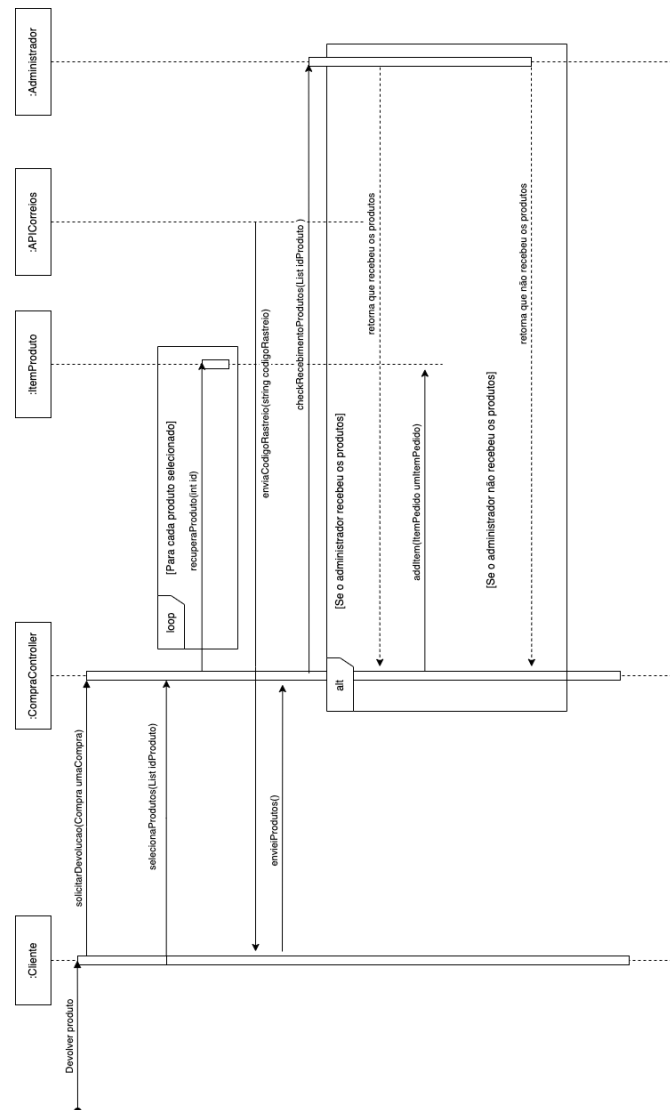 :Cliente
:CompraController
:ItemProduto
:APICorreios
:Administrador
Devolver produto
solicitarDevolucao(Compra umaCompra)
selecionaProdutos(List idProduto)
loop
[Para cada produto selecionado]
recuperaProduto(int id)
enviaCodigoRastreio(string codigoRastreio)
envieiProdutos()
checkRecebimentoProdutos(List idProduto )
alt
[Se o administrador recebeu os produtos]
retorna que recebeu os produtos
addItem(ItemPedido umItemPedido)
[Se o administrador não recebeu os produtos]
retorna que não recebeu os produtos